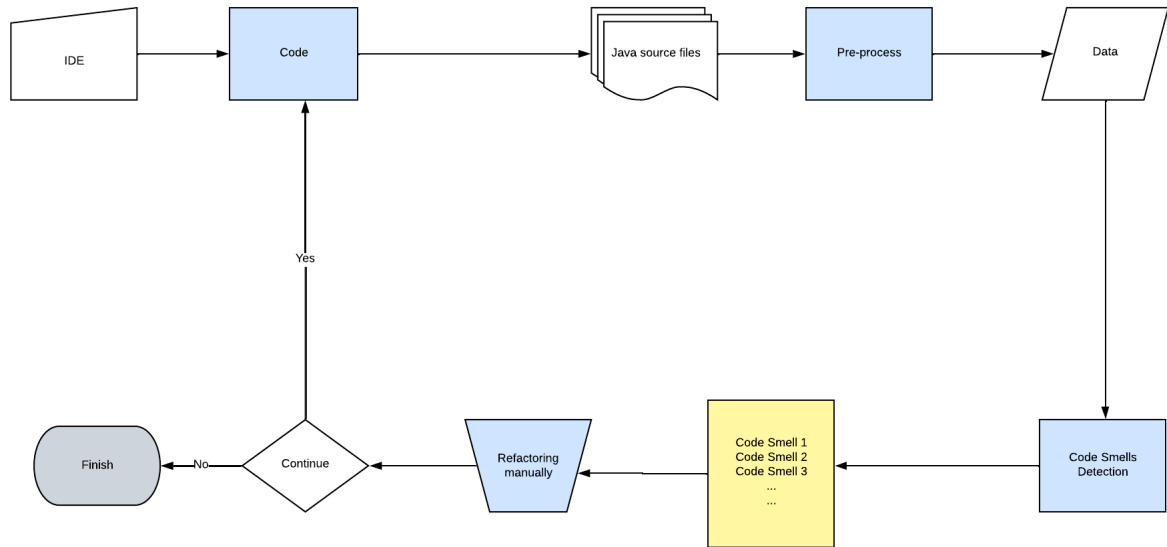 IDE
Code
Java source files
Pre-process
Data
Yes
Finish
No
Continue
Refactoring
manually
Code Smell 1
Code Smell 2
Code Smell 3
...
...
Code Smells
Detection